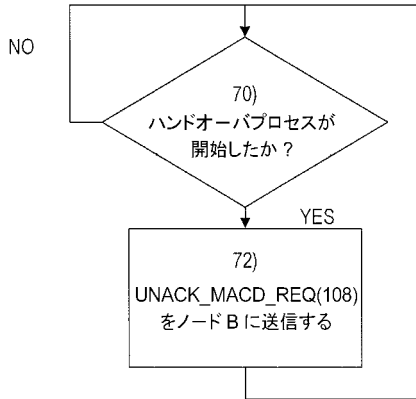 NO
70)
ハンドオーバプロセスが
開始したか？
YES
72)
UNACK_MACD_REQ(108)
をノード B に送信する